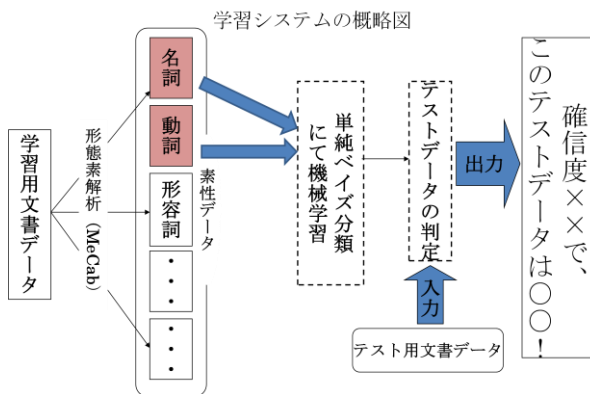 学習システムの概略図
学習用文書データ
形態素解析（MeCab）
名詞
動詞
形容詞
・・・
・・・
素性データ
単純ベイズ分類
にて機械学習
テストデータの判定
入力
テスト用文書データ
出力
確信度××で、
このテストデータは○○！